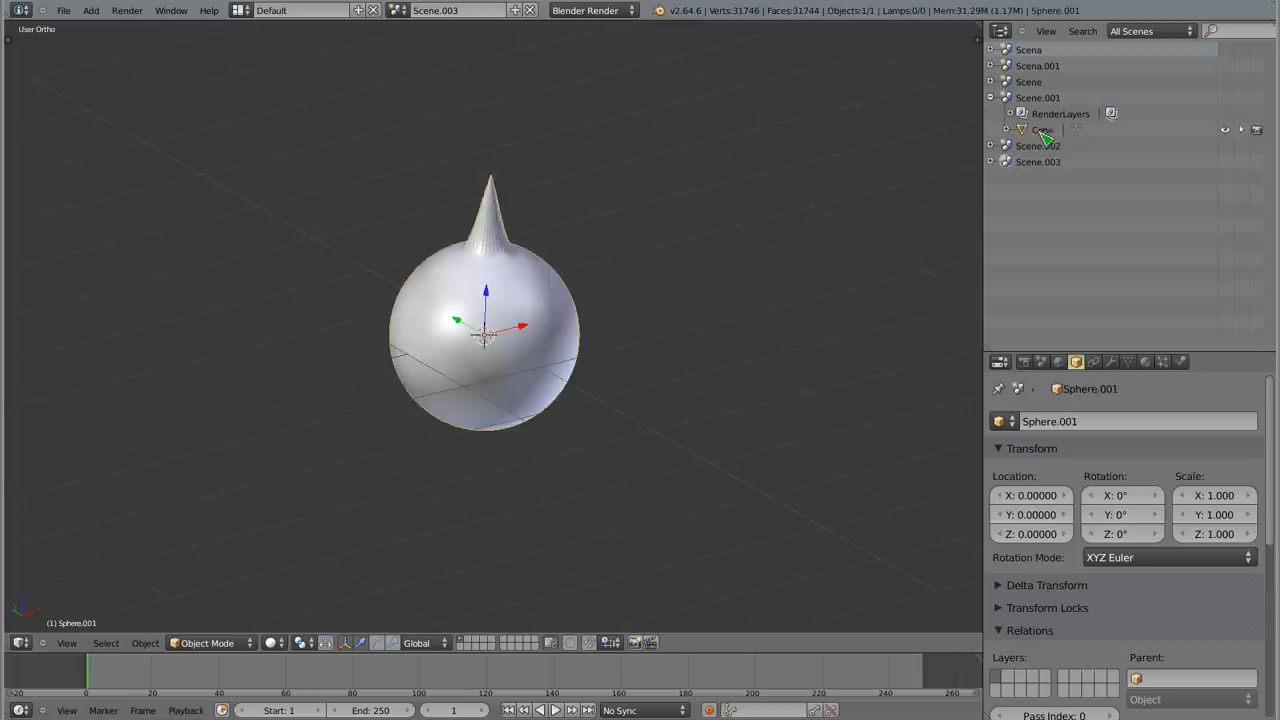 File Add Render Window Help Default Scene.003 Blender Render v2.64.6 | Verts:31746 | Faces:31744 | Objects:1/1 | Lamps:0/0 | Mem:31.29M (1.17M) | Sphere.001
User Ortho
View Search All Scenes
Scena
Scena.001
Scene
Scene.001
RenderLayers
Scene.002
Scene.003
Sphere.001
Sphere.001
Transform
Location: Rotation: Scale:
X: 0.00000 X: 0° X: 1.000
Y: 0.00000 Y: 0° Y: 1.000
Z: 0.00000 Z: 0° Z: 1.000
Rotation Mode: XYZ Euler
Delta Transform
Transform Locks
Relations
Layers: Parent:
Object
Pass Index: 0
(1) Sphere.001
View Select Object Object Mode Global
-20 0 20 40 60 80 100 120 140 160 180 200 220 240 260
View Marker Frame Playback Start: 1 End: 250 1 No Sync